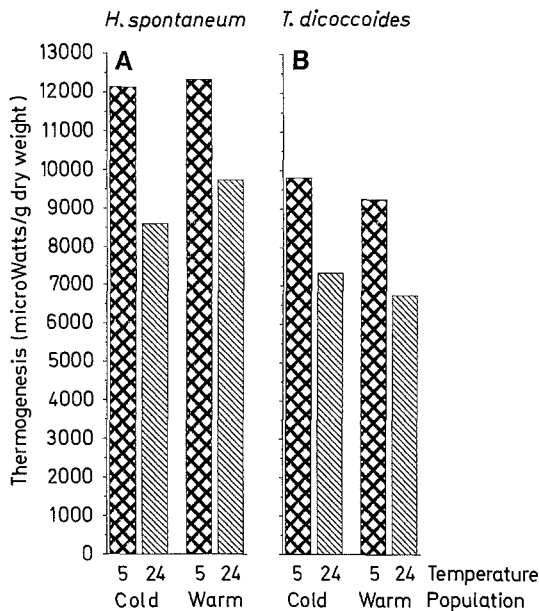 H. spontaneum T. dicoccoides
A B
Thermogenesis (microWatts/g dry weight)
13000
12000
11000
10000
9000
8000
7000
6000
5000
4000
3000
2000
1000
0
5 24 5 24 5 24 5 24 Temperature
Cold Warm Cold Warm Population